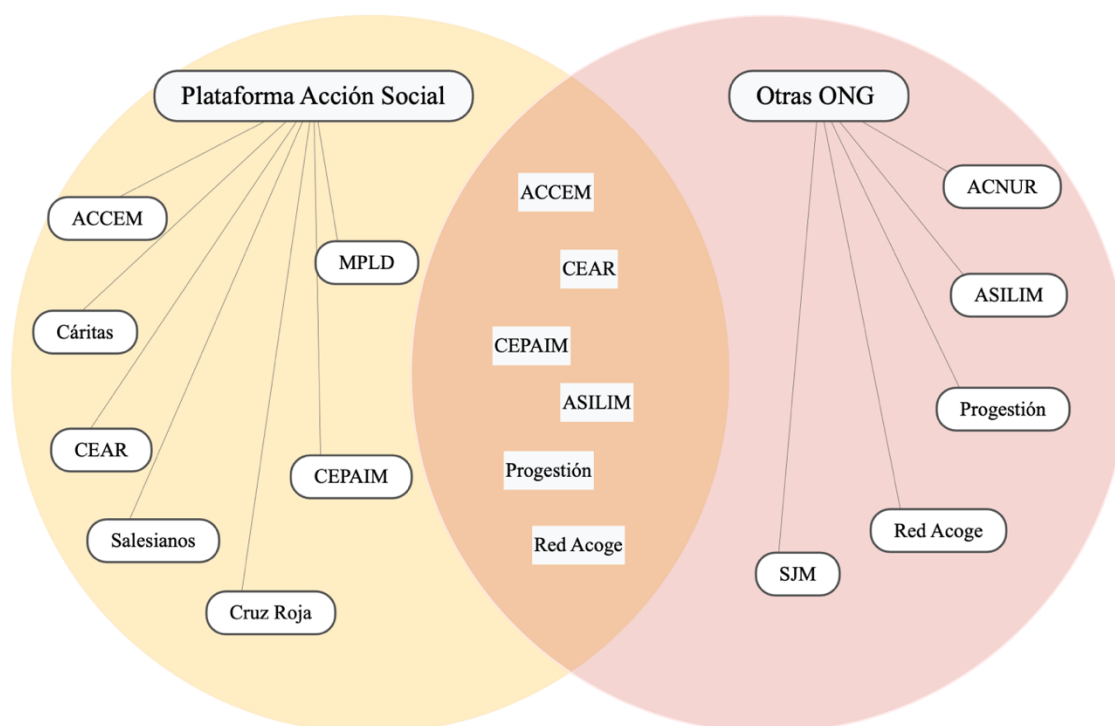 Plataforma Acción Social
ACCEM
MPLD
Cáritas
CEAR
CEPAIM
Salesianos
Cruz Roja
ACCEM
CEAR
CEPAIM
ASILIM
Progestión
Red Acoge
Otras ONG
ACNUR
ASILIM
Progestión
Red Acoge
SJM